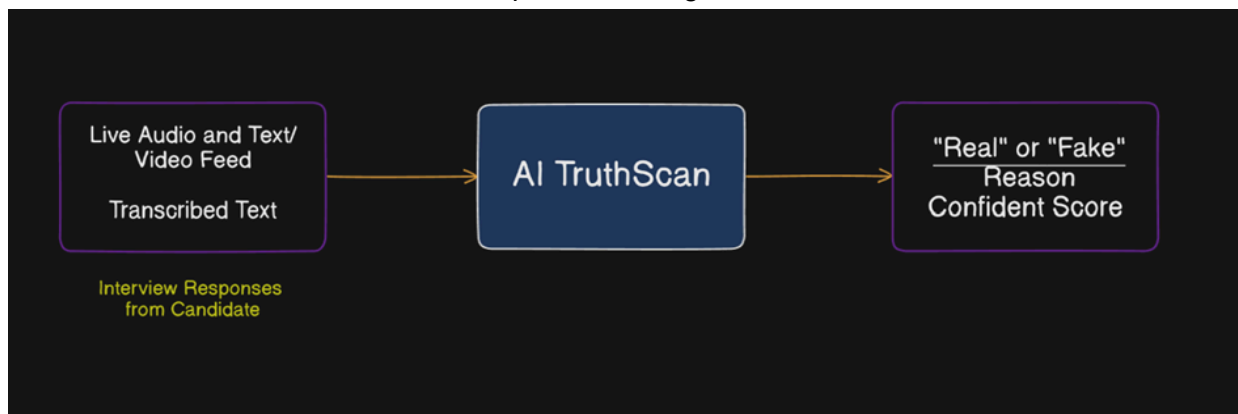 Live Audio and Text/
Video Feed
Transcribed Text
Interview Responses
from Candidate
AI TruthScan
"Real" or "Fake"
Reason
Confident Score